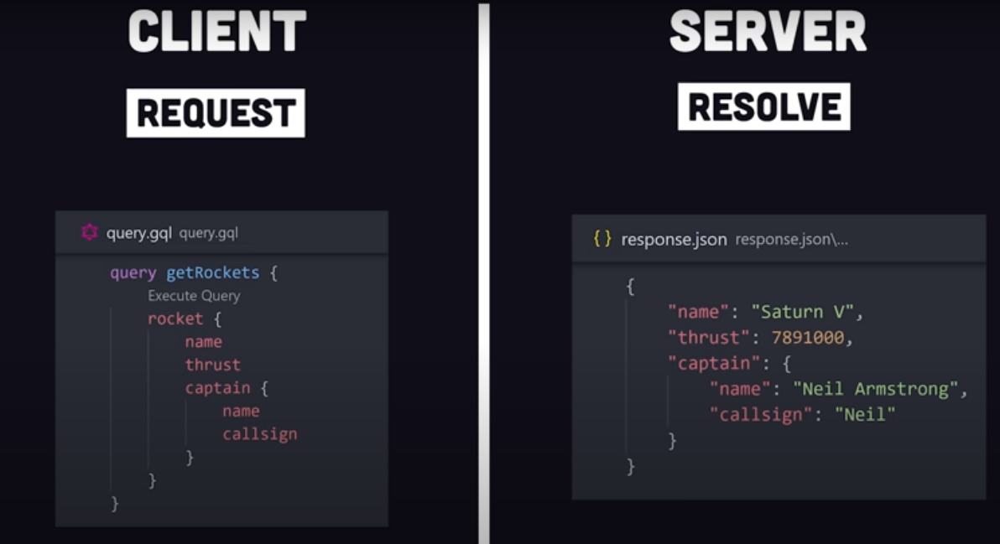 CLIENT
REQUEST
query.gql query.gql
query getRockets {
Execute Query
rocket {
name
thrust
captain {
name
callsign
}
}
}
SERVER
RESOLVE
{ } response.json response.json\...
{
"name": "Saturn V",
"thrust": 7891000,
"captain": {
"name": "Neil Armstrong",
"callsign": "Neil"
}
}